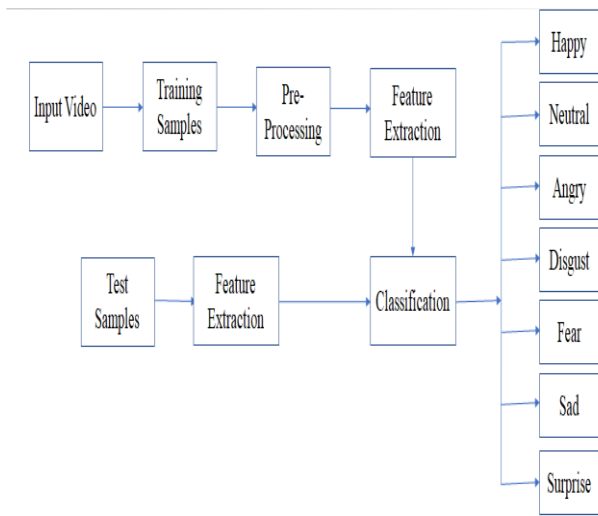 Input Video
Training
Samples
Pre-
Processing
Feature
Extraction
Test
Samples
Feature
Extraction
Classification
Happy
Neutral
Angry
Disgust
Fear
Sad
Surprise